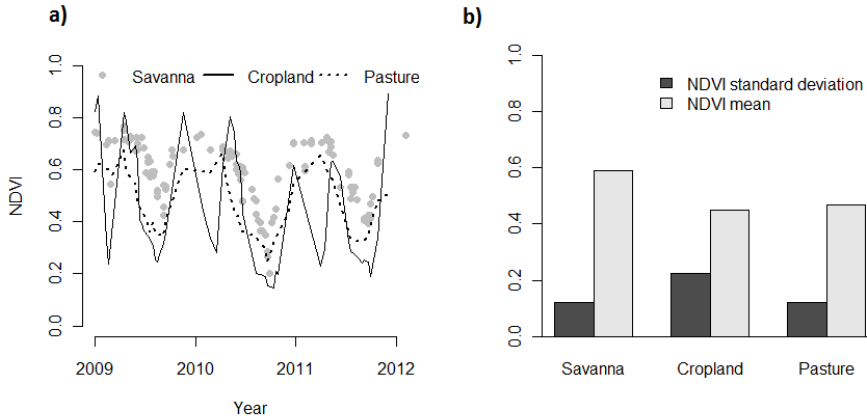 a)
Savanna Cropland Pasture
1.0
0.8
0.6
0.4
0.2
0.0
NDVI
2009 2010 2011 2012
Year
b)
NDVI standard deviation
NDVI mean
1.0
0.8
0.6
0.4
0.2
0.0
Savanna Cropland Pasture